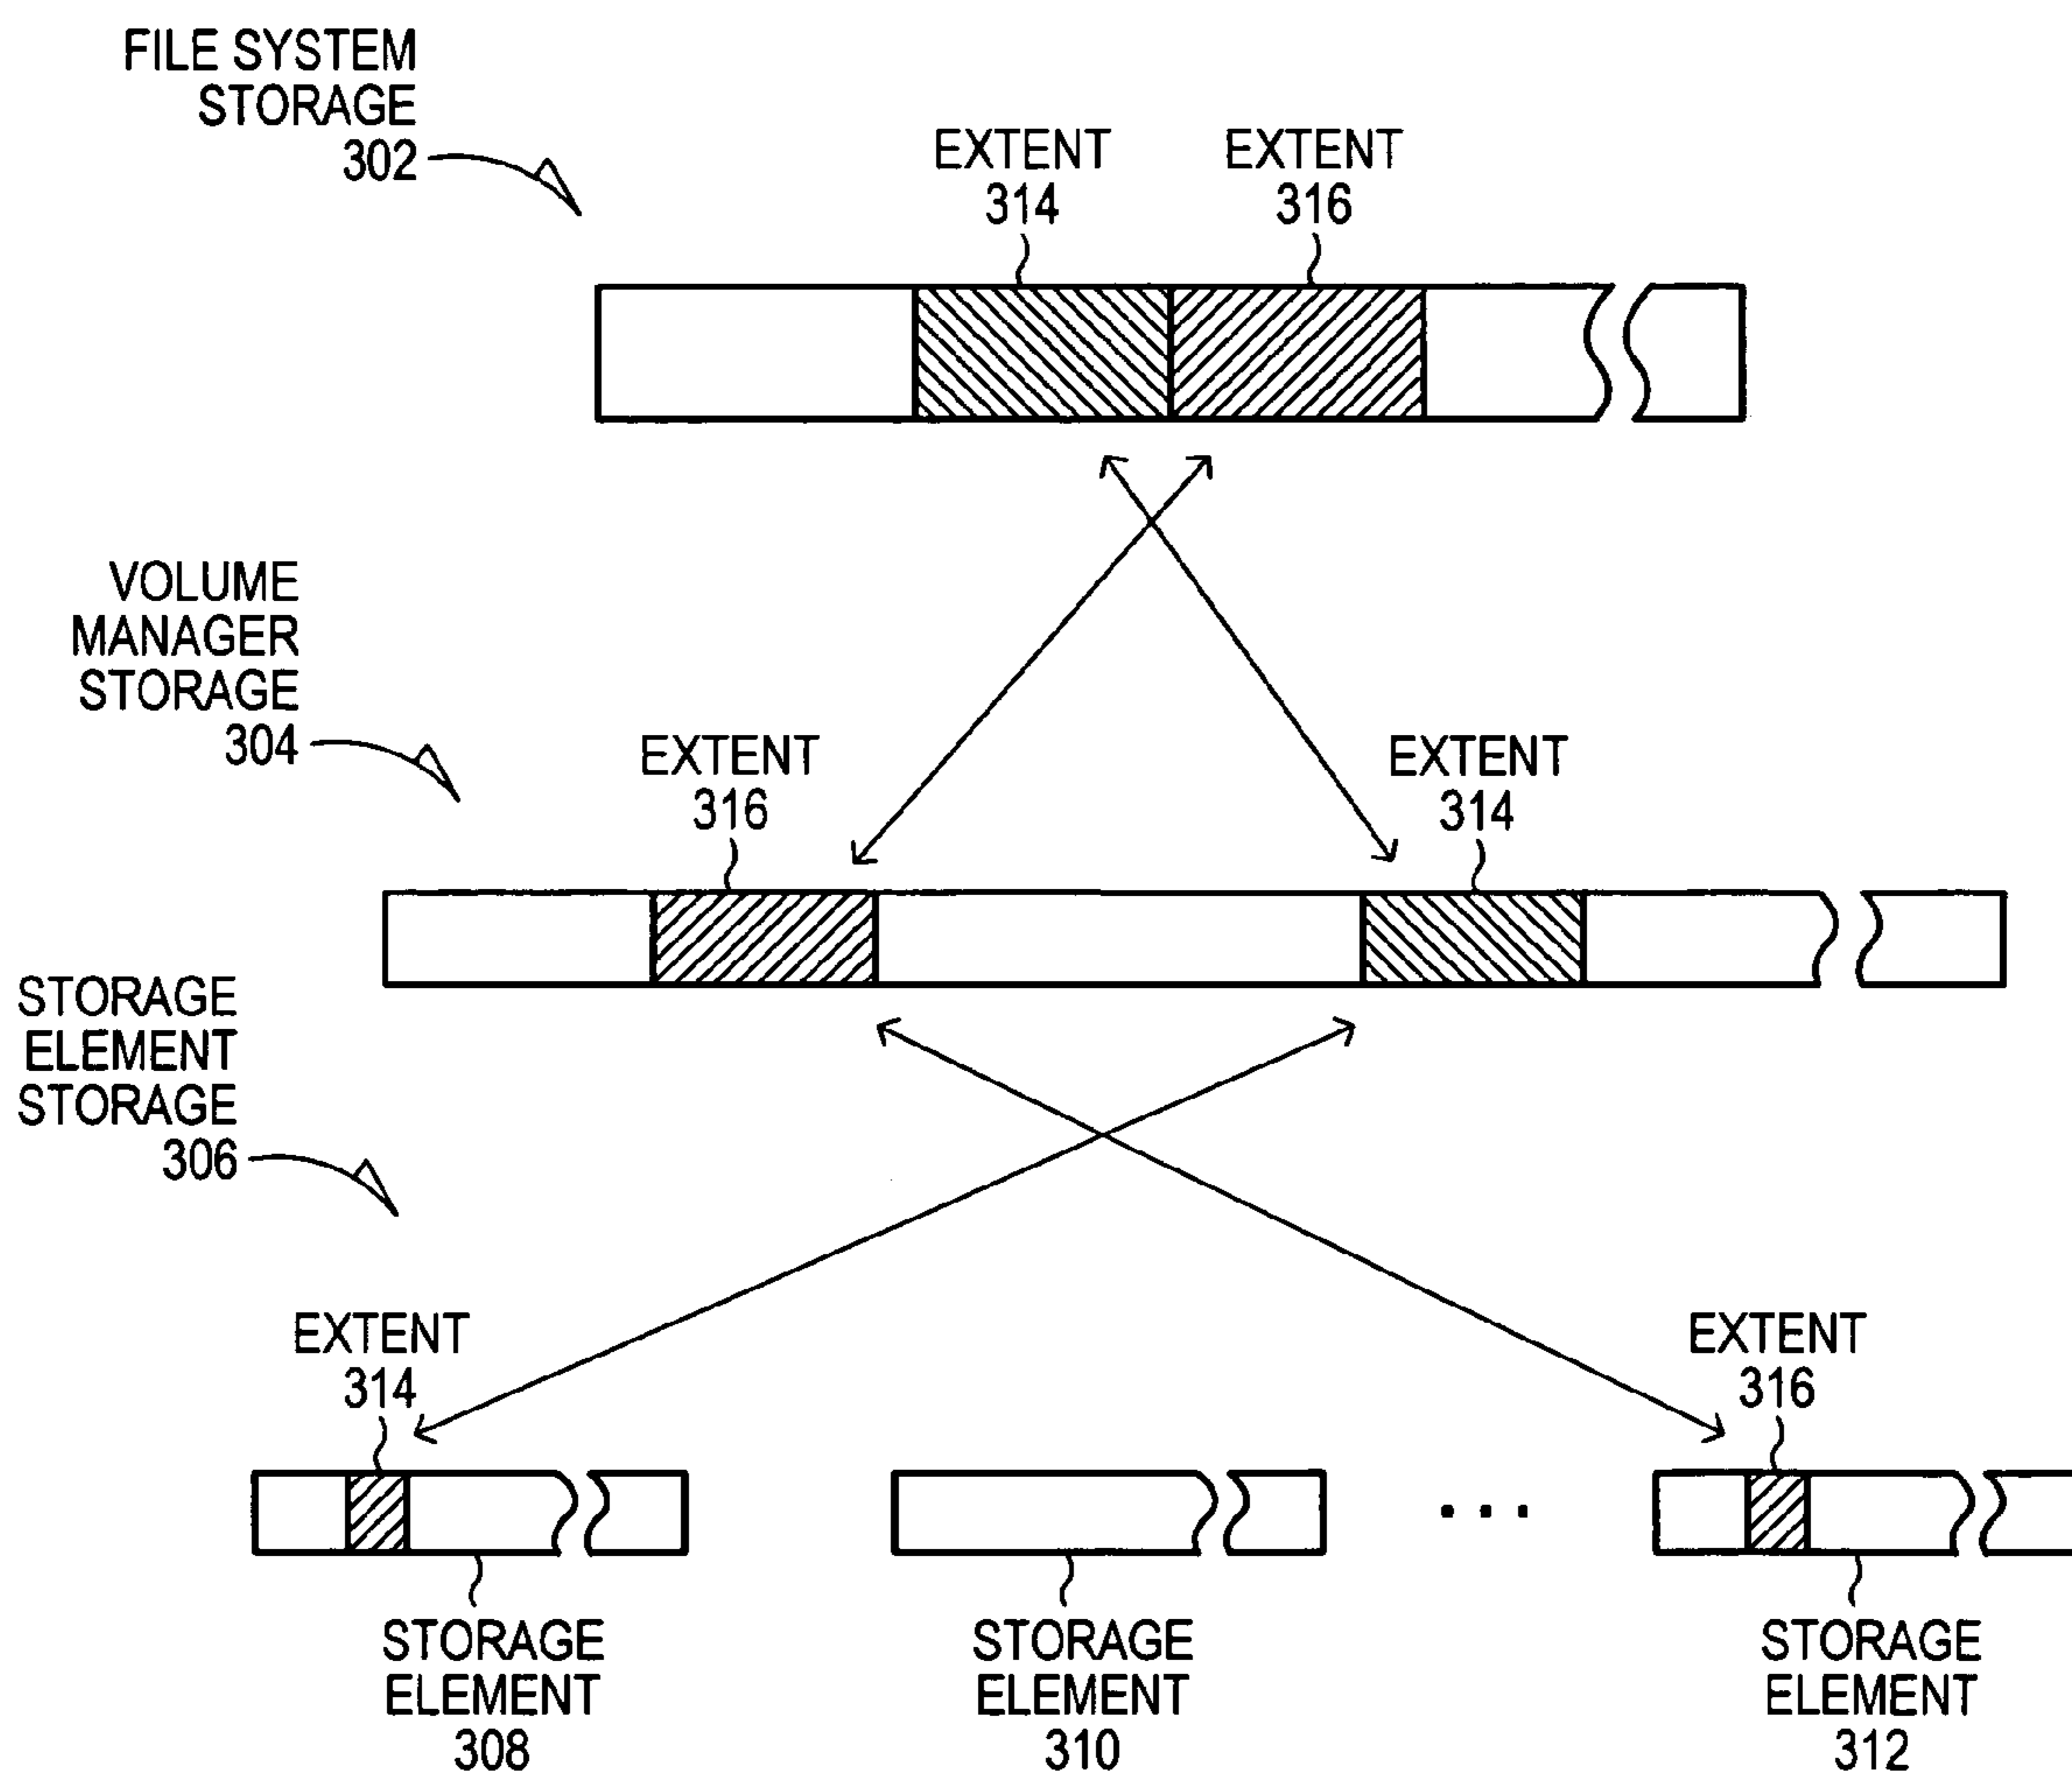 FILE SYSTEM
STORAGE
302
EXTENT
314
EXTENT
316
VOLUME
MANAGER
STORAGE
304
EXTENT
316
EXTENT
314
STORAGE
ELEMENT
STORAGE
306
EXTENT
314
EXTENT
316
...
STORAGE
ELEMENT
308
STORAGE
ELEMENT
310
STORAGE
ELEMENT
312